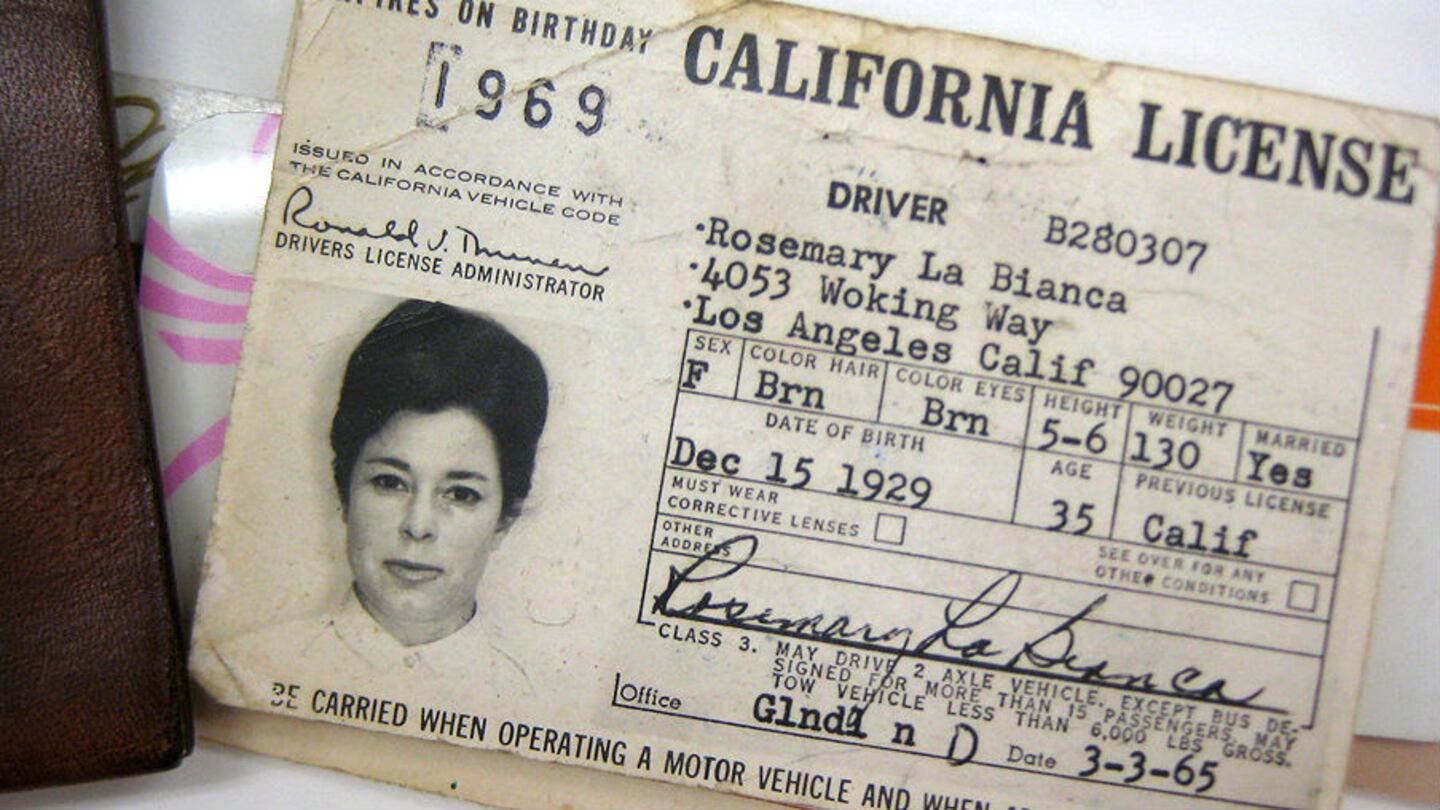 EXPIRES ON BIRTHDAY
1969
CALIFORNIA LICENSE
ISSUED IN ACCORDANCE WITH
THE CALIFORNIA VEHICLE CODE
Ronald J.
DRIVERS LICENSE ADMINISTRATOR
DRIVER B280307
Rosemary La Bianca
4053 Woking Way
Los Angeles Calif 90027
SEX COLOR HAIR COLOR EYES HEIGHT WEIGHT MARRIED
F Brn Brn 5-6 130 Yes
DATE OF BIRTH AGE PREVIOUS LICENSE
Dec 15 1929 35 Calif
MUST WEAR
CORRECTIVE LENSES
SEE OVER FOR ANY
OTHER CONDITIONS
OTHER
ADDRESS
Rosemary La Bianca
CLASS 3. MAY DRIVE 2 AXLE VEHICLE, EXCEPT BUS DE-
SIGNED FOR MORE THAN 15 PASSENGERS. MAY
TOW VEHICLE LESS THAN 6,000 LBS GROSS.
Office Glndl n D Date 3-3-65
BE CARRIED WHEN OPERATING A MOTOR VEHICLE AND WHEN